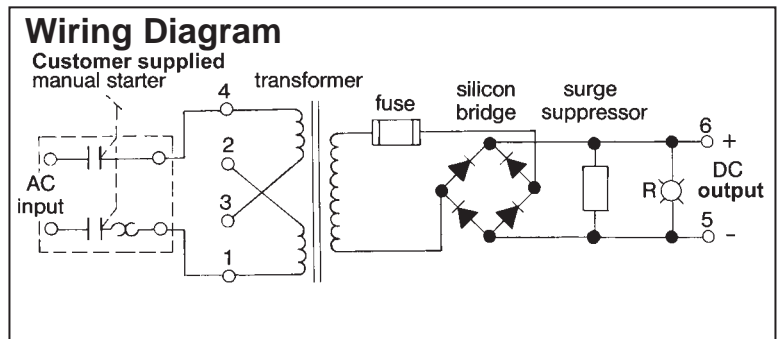 Wiring Diagram
Customer supplied
manual starter
transformer
4
2
3
1
AC
input
fuse
silicon
bridge
surge
suppressor
R
6
+
DC
output
5
-